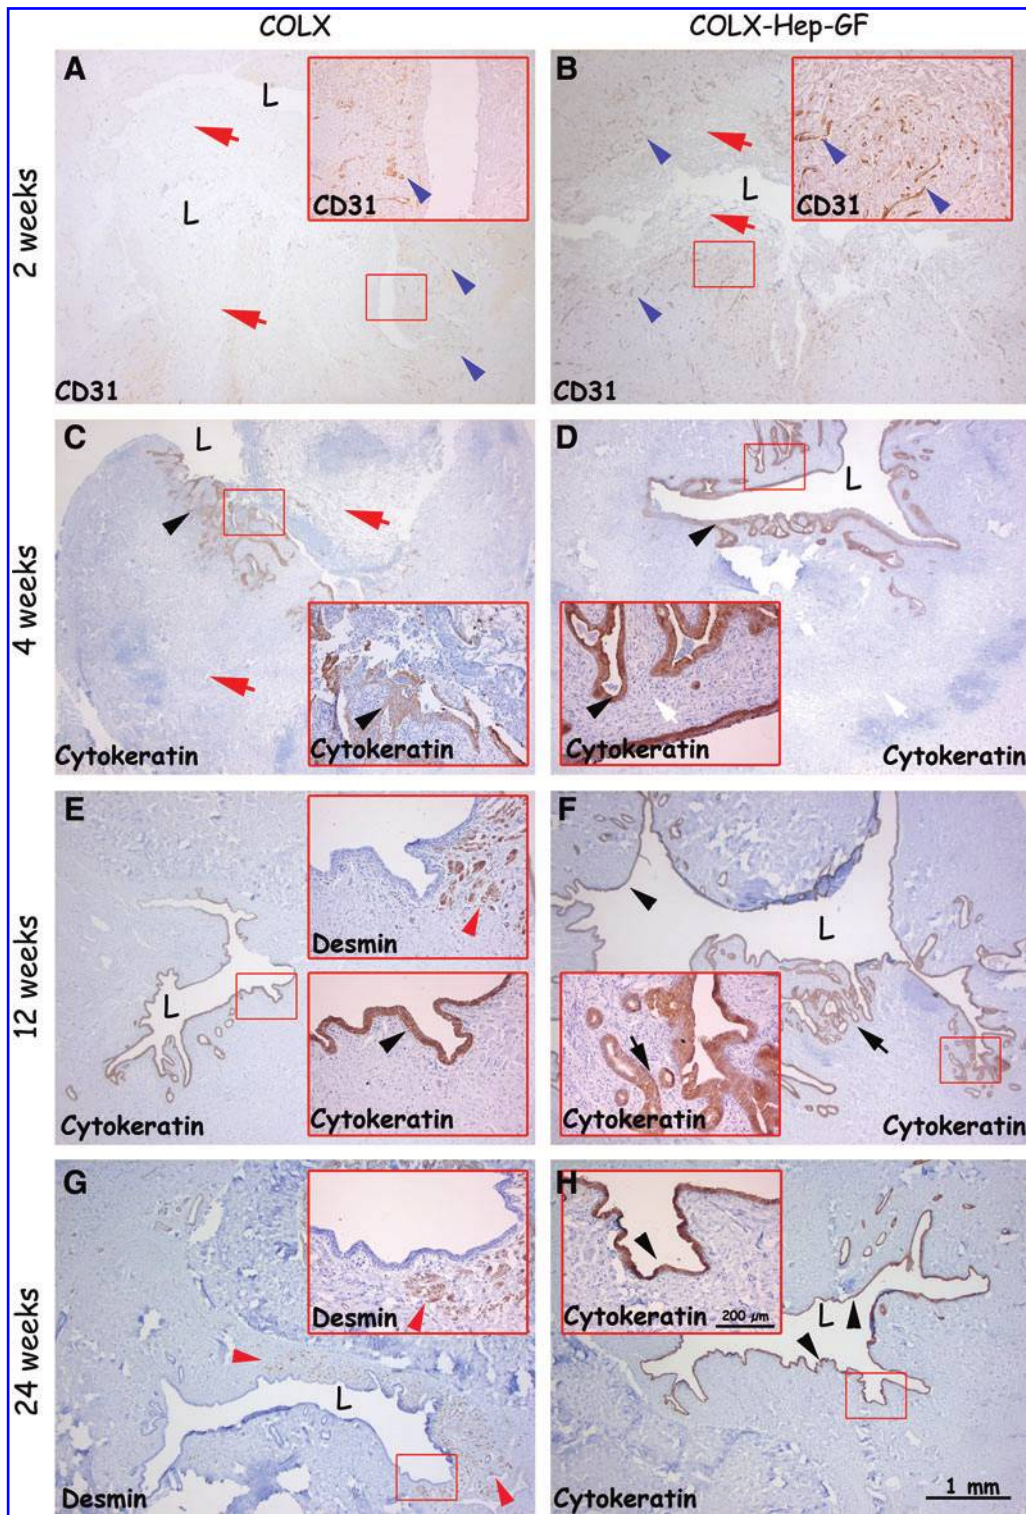 COLX
COLX-Hep-GF
2 weeks
A
L
L
CD31
CD31
B
L
CD31
CD31
4 weeks
C
L
Cytokeratin
Cytokeratin
D
L
Cytokeratin
Cytokeratin
12 weeks
E
L
Desmin
Cytokeratin
Cytokeratin
F
L
Cytokeratin
Cytokeratin
24 weeks
G
L
Desmin
Desmin
H
L
Cytokeratin
200 µm
Cytokeratin
1 mm